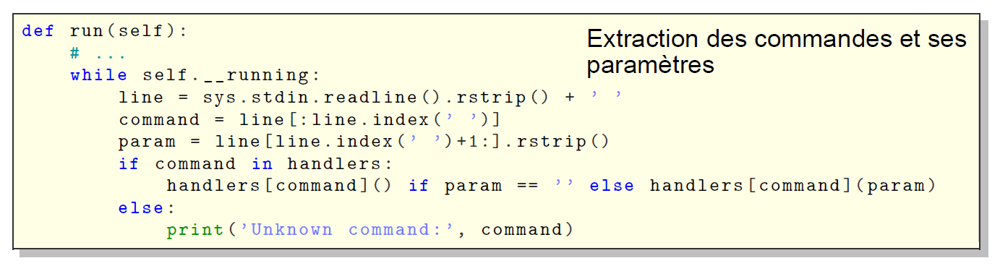 def run(self):
    # ...
    while self.__running:
        line = sys.stdin.readline().rstrip() + ' '
        command = line[:line.index(' ')]
        param = line[line.index(' ')+1:].rstrip()
        if command in handlers:
            handlers[command]() if param == '' else handlers[command](param)
        else:
            print('Unknown command:', command)
Extraction des commandes et ses
paramètres